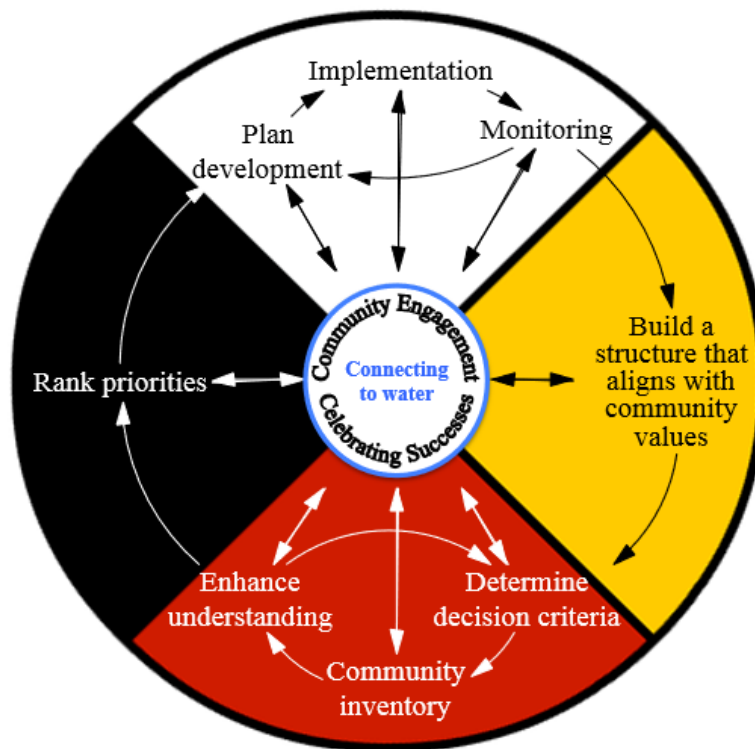 Implementation
Plan
development
Monitoring
Community Engagement
Connecting
to water
Celebrating Successes
Rank priorities
Build a
structure that
aligns with
community
values
Enhance
understanding
Determine
decision criteria
Community
inventory